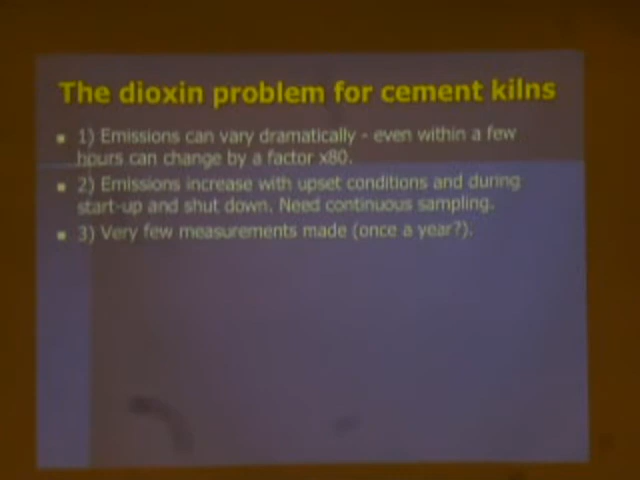 The dioxin problem for cement kilns
1) Emissions can vary dramatically - even within a few
hours can change by a factor x80.
2) Emissions increase with upset conditions and during
start-up and shut down. Need continuous sampling.
3) Very few measurements made (once a year?).